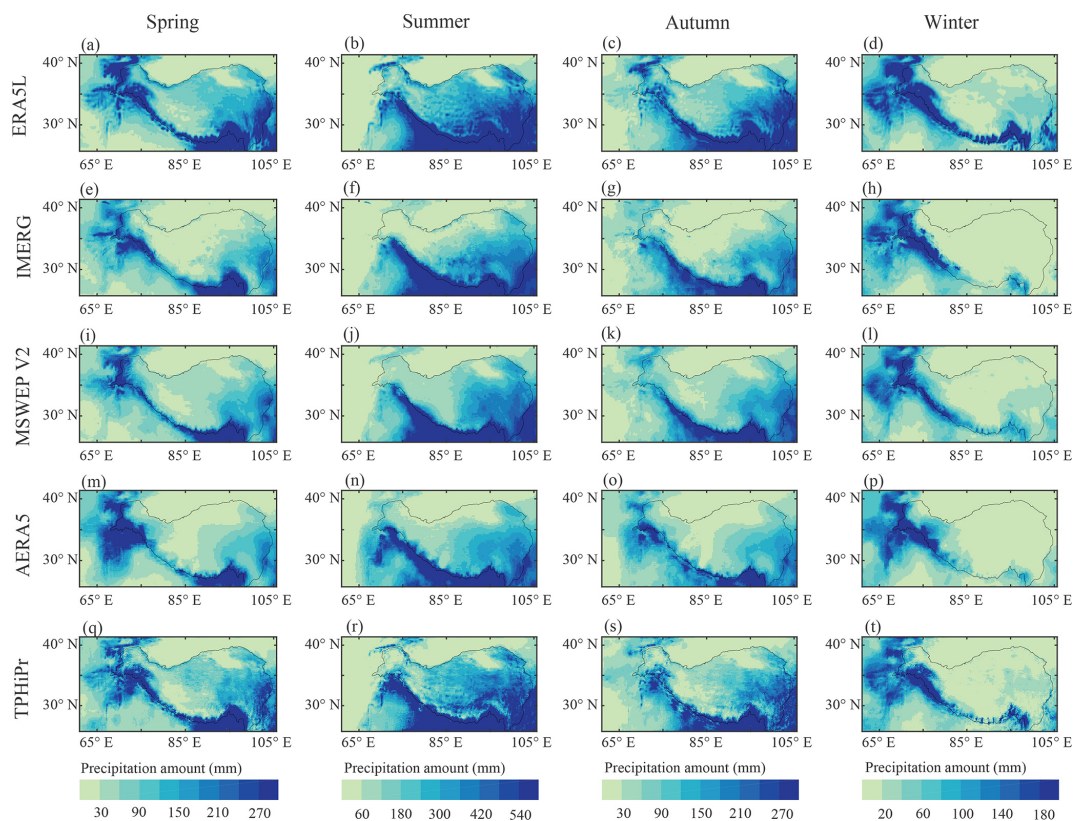 Spring Summer Autumn Winter
(a) (b) (c) (d)
ERA5L
40° N 40° N 40° N 40° N
30° N 30° N 30° N 30° N
65° E 85° E 105° E 65° E 85° E 105° E 65° E 85° E 105° E 65° E 85° E 105° E
(e) (f) (g) (h)
IMERG
40° N 40° N 40° N 40° N
30° N 30° N 30° N 30° N
65° E 85° E 105° E 65° E 85° E 105° E 65° E 85° E 105° E 65° E 85° E 105° E
(i) (j) (k) (l)
MSWEP V2
40° N 40° N 40° N 40° N
30° N 30° N 30° N 30° N
65° E 85° E 105° E 65° E 85° E 105° E 65° E 85° E 105° E 65° E 85° E 105° E
(m) (n) (o) (p)
AERA5
40° N 40° N 40° N 40° N
30° N 30° N 30° N 30° N
65° E 85° E 105° E 65° E 85° E 105° E 65° E 85° E 105° E 65° E 85° E 105° E
(q) (r) (s) (t)
TPHiPr
40° N 40° N 40° N 40° N
30° N 30° N 30° N 30° N
65° E 85° E 105° E 65° E 85° E 105° E 65° E 85° E 105° E 65° E 85° E 105° E
Precipitation amount (mm) Precipitation amount (mm) Precipitation amount (mm) Precipitation amount (mm)
30 90 150 210 270 60 180 300 420 540 30 90 150 210 270 20 60 100 140 180